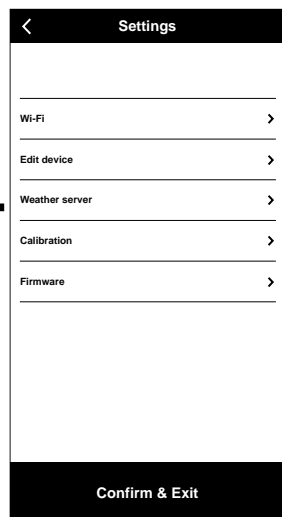 Settings
Wi-Fi
Edit device
Weather server
Calibration
Firmware
Confirm & Exit